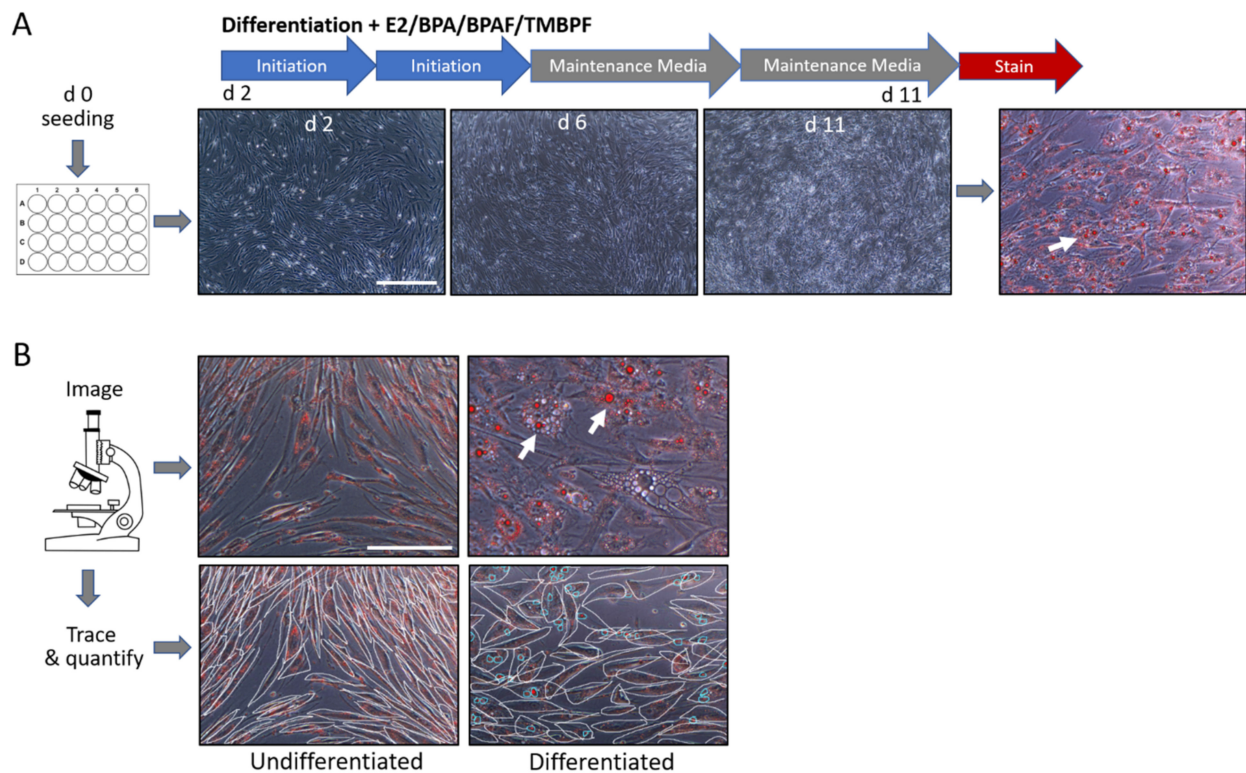 A
Differentiation + E2/BPA/BPAF/TMBPF
Initiation
Initiation
Maintenance Media
Maintenance Media
Stain
d 2
d 11
d 0
seeding
d 2
d 6
d 11
1 2 3 4 5 6
A
B
C
D
B
Image
Trace
& quantify
Undifferentiated
Differentiated